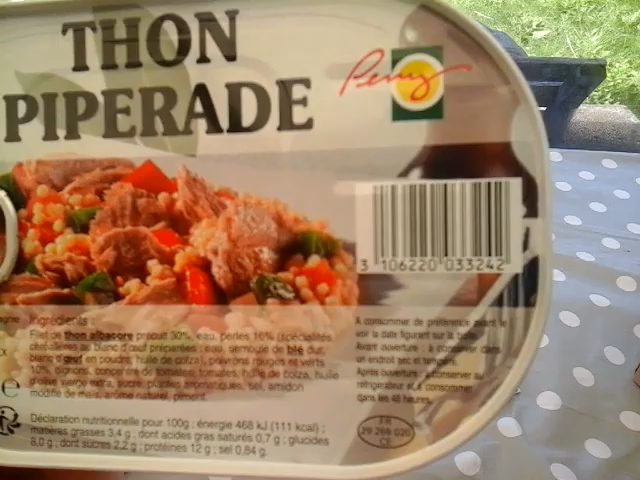 THON
PIPERADE
Peny
3 106220 033242
Ingrédients :
Filet de thon albacore précuit 30%, eau, perles 16% (spécialités
céréalières au blanc d'œuf préparées : eau, semoule de blé dur,
blanc d'œuf en poudre, huile de colza), rouges et verts
10%, oignons, concentré de tomates, tomates, huile de colza, huile
d'olive vierge extra, sucre, plantes aromatiques, sel, amidon
modifié de maïs, arôme naturel, piment.
Déclaration nutritionnelle pour 100g : énergie 468 kJ (111 kcal) ;
matières grasses 3,4 g ; dont acides gras saturés 0,7 g ; glucides
8,0 g ; dont sucres 2,2 g ; protéines 12 g ; sel 0,84 g.
A consommer de préférence avant le
voir la date figurant sur la boîte.
Avant ouverture : à conserver dans
un endroit sec et tempéré.
Après ouverture : à conserver au
réfrigérateur et à consommer
dans les 48 heures.
e
FR
29 268 020
CE